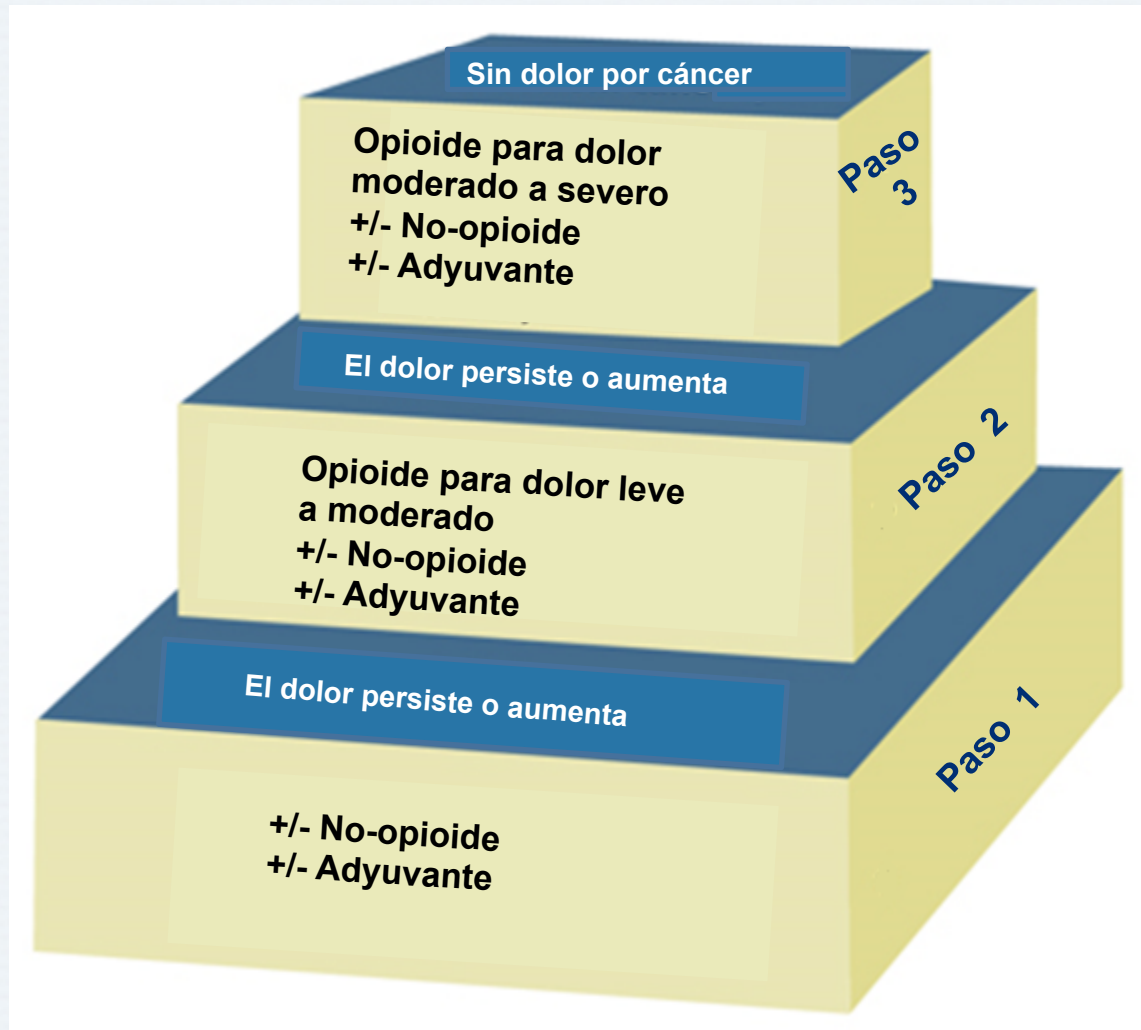 Sin dolor por cáncer
Opioide para dolor
moderado a severo
+/- No-opioide
+/- Adyuvante
Paso
3
El dolor persiste o aumenta
Opioide para dolor leve
a moderado
+/- No-opioide
+/- Adyuvante
Paso 2
El dolor persiste o aumenta
+/- No-opioide
+/- Adyuvante
Paso 1